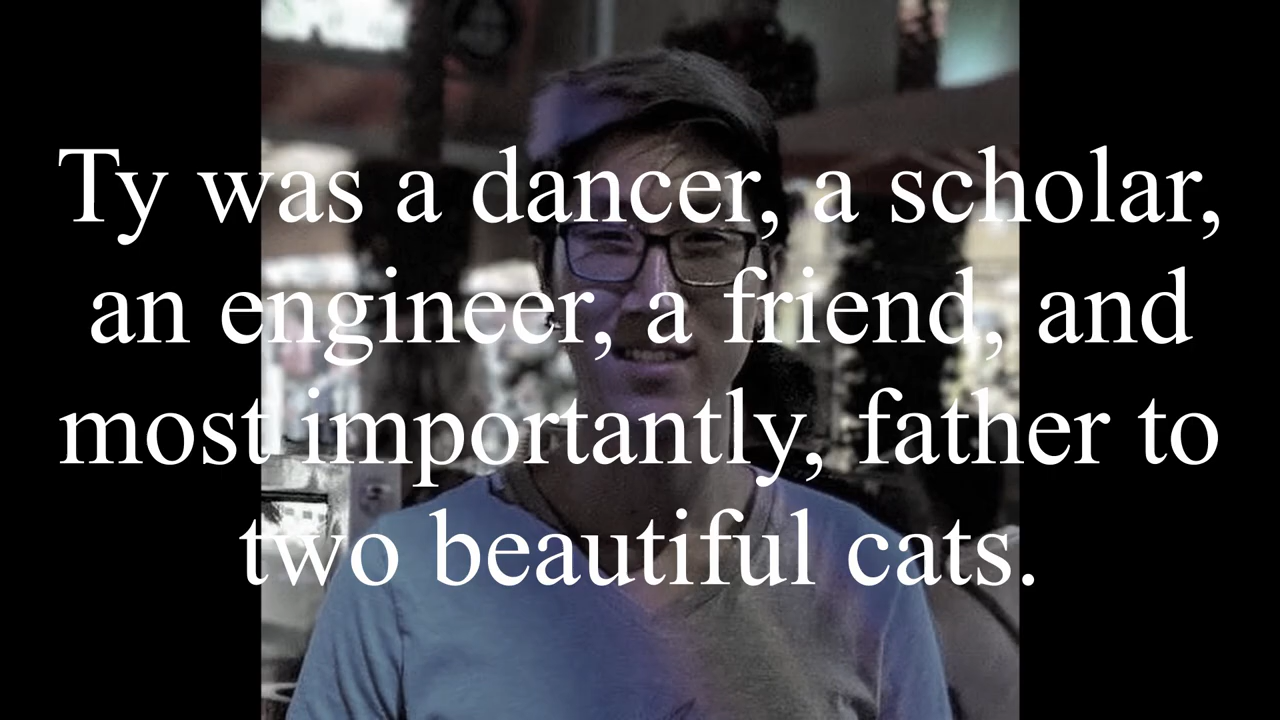 Ty was a dancer, a scholar,
an engineer, a friend, and
most importantly, father to
two beautiful cats.